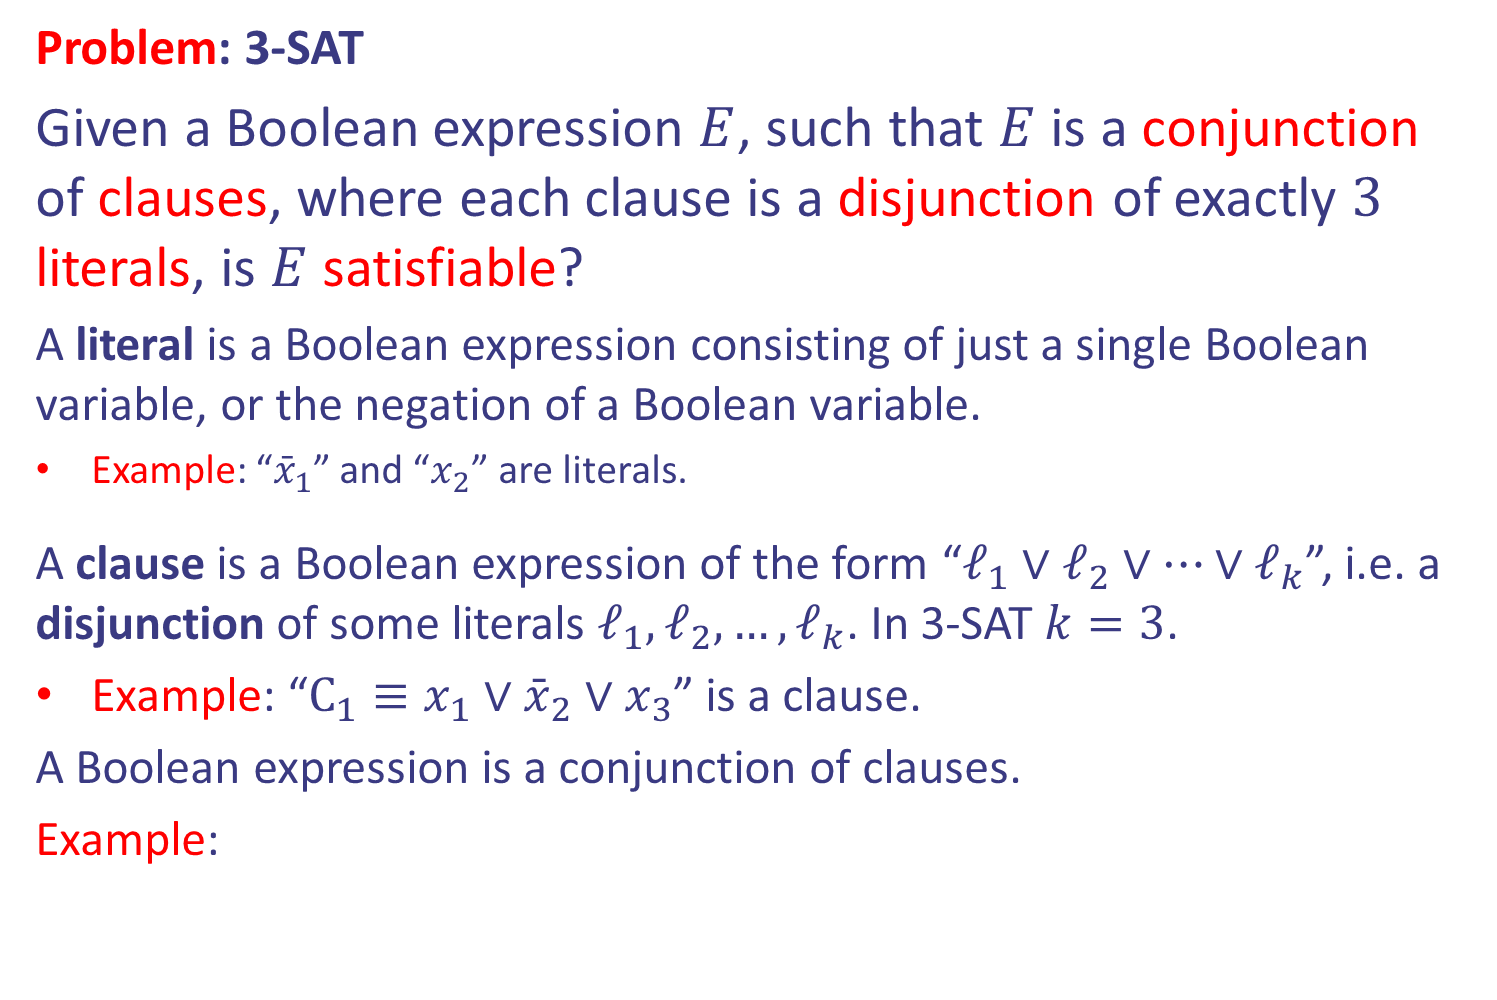 Problem: 3-SAT
Given a Boolean expression 𝐸, such that 𝐸 is a conjunction
of clauses, where each clause is a disjunction of exactly 3
literals, is 𝐸 satisfiable?
A literal is a Boolean expression consisting of just a single Boolean
variable, or the negation of a Boolean variable.
• Example: “x̄₁” and “x₂” are literals.
A clause is a Boolean expression of the form “ℓ₁ ∨ ℓ₂ ∨ ⋯ ∨ ℓₖ”, i.e. a
disjunction of some literals ℓ₁, ℓ₂, … , ℓₖ. In 3-SAT k = 3.
• Example: “C₁ ≡ x₁ ∨ x̄₂ ∨ x₃” is a clause.
A Boolean expression is a conjunction of clauses.
Example: